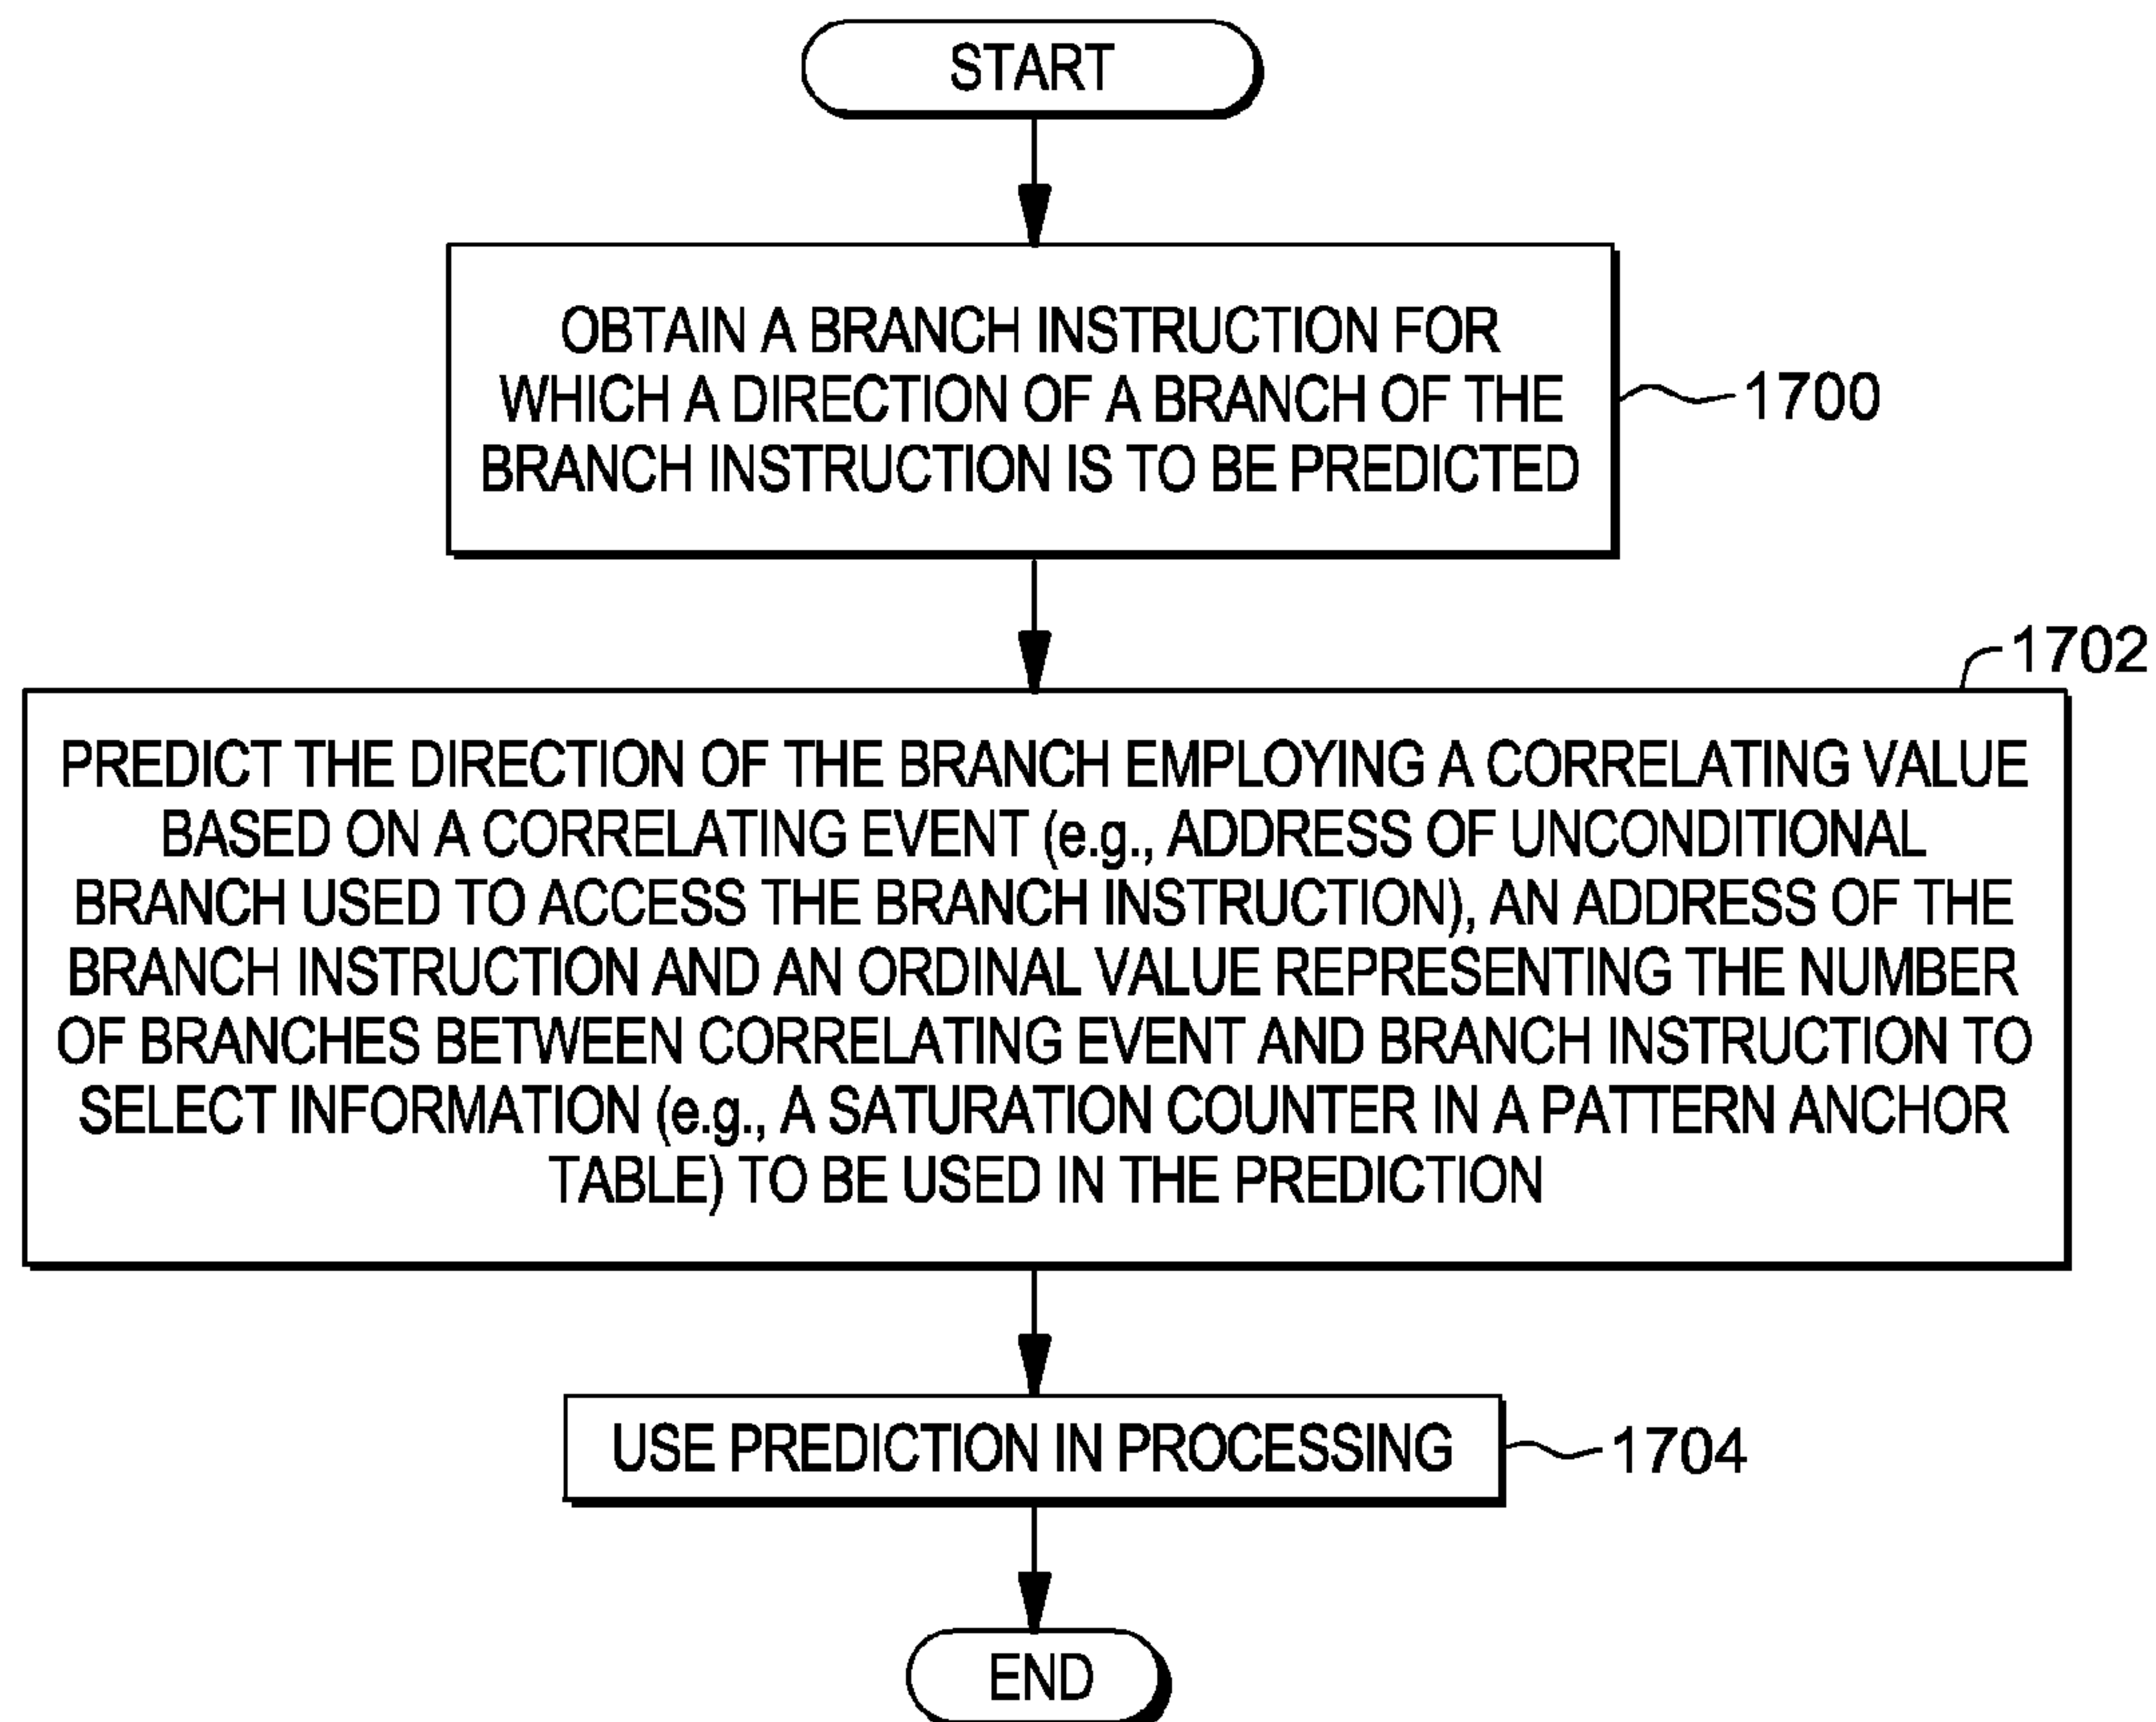 START
OBTAIN A BRANCH INSTRUCTION FOR
WHICH A DIRECTION OF A BRANCH OF THE
BRANCH INSTRUCTION IS TO BE PREDICTED
1700
1702
PREDICT THE DIRECTION OF THE BRANCH EMPLOYING A CORRELATING VALUE
BASED ON A CORRELATING EVENT (e.g., ADDRESS OF UNCONDITIONAL
BRANCH USED TO ACCESS THE BRANCH INSTRUCTION), AN ADDRESS OF THE
BRANCH INSTRUCTION AND AN ORDINAL VALUE REPRESENTING THE NUMBER
OF BRANCHES BETWEEN CORRELATING EVENT AND BRANCH INSTRUCTION TO
SELECT INFORMATION (e.g., A SATURATION COUNTER IN A PATTERN ANCHOR
TABLE) TO BE USED IN THE PREDICTION
USE PREDICTION IN PROCESSING
1704
END